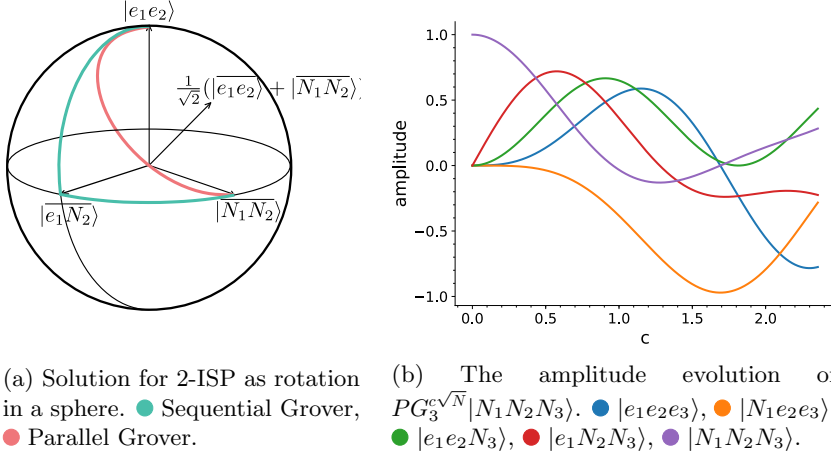 |e₁e₂⟩
1/√2(|e₁e₂⟩ + |N₁N₂⟩)
|e₁N₂⟩
|N₁N₂⟩
(a) Solution for 2-ISP as rotation
in a sphere. ● Sequential Grover,
● Parallel Grover.
amplitude
1.0
0.5
0.0
−0.5
−1.0
0.0 0.5 1.0 1.5 2.0
c
(b) The amplitude evolution of
PG₃^{c√N}|N₁N₂N₃⟩. ● |e₁e₂e₃⟩, ● |N₁e₂e₃⟩
● |e₁e₂N₃⟩, ● |e₁N₂N₃⟩, ● |N₁N₂N₃⟩.